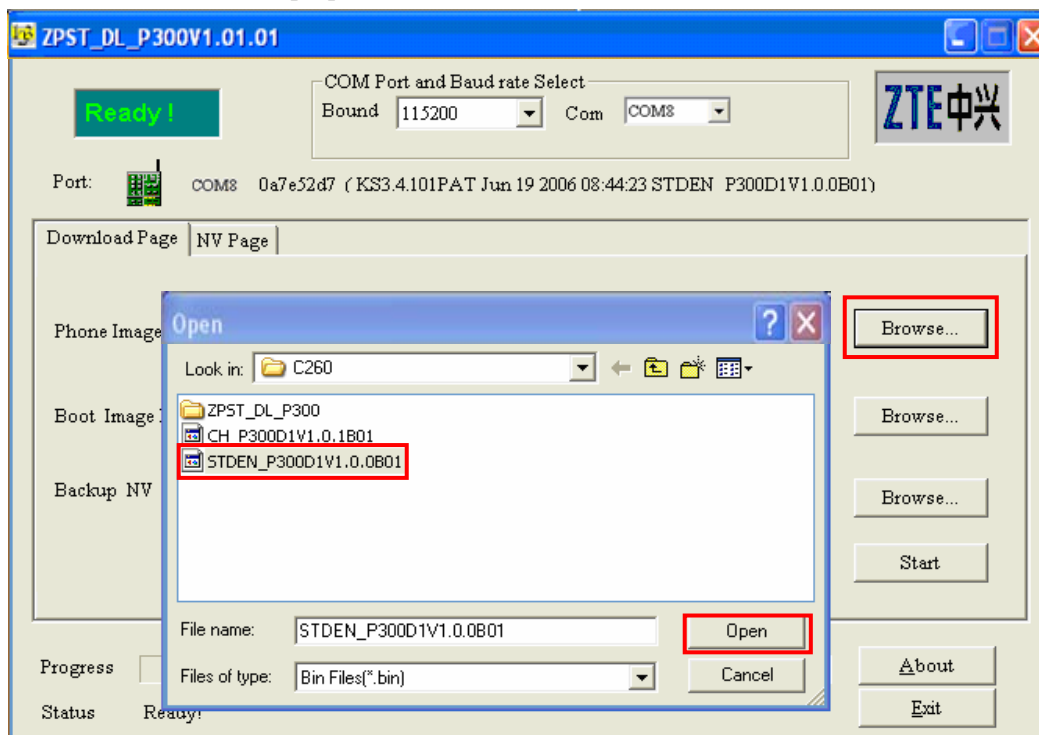 ZPST_DL_P300V1.01.01
COM Port and Baud rate Select
Ready !
Bound 115200 Com COM8
ZTE中兴
Port: COM8 0a7e52d7 ( KS3.4.101PAT Jun 19 2006 08:44:23 STDEN P300D1V1.0.0B01)
Download Page NV Page
Phone Image Browse...
Open
Look in: C260
ZPST_DL_P300
Boot Image Browse...
CH_P300D1V1.0.1B01
STDEN_P300D1V1.0.0B01
Backup NV Browse...
Start
File name: STDEN_P300D1V1.0.0B01 Open
Files of type: Bin Files(*.bin) Cancel
Progress About
Status Ready! Exit